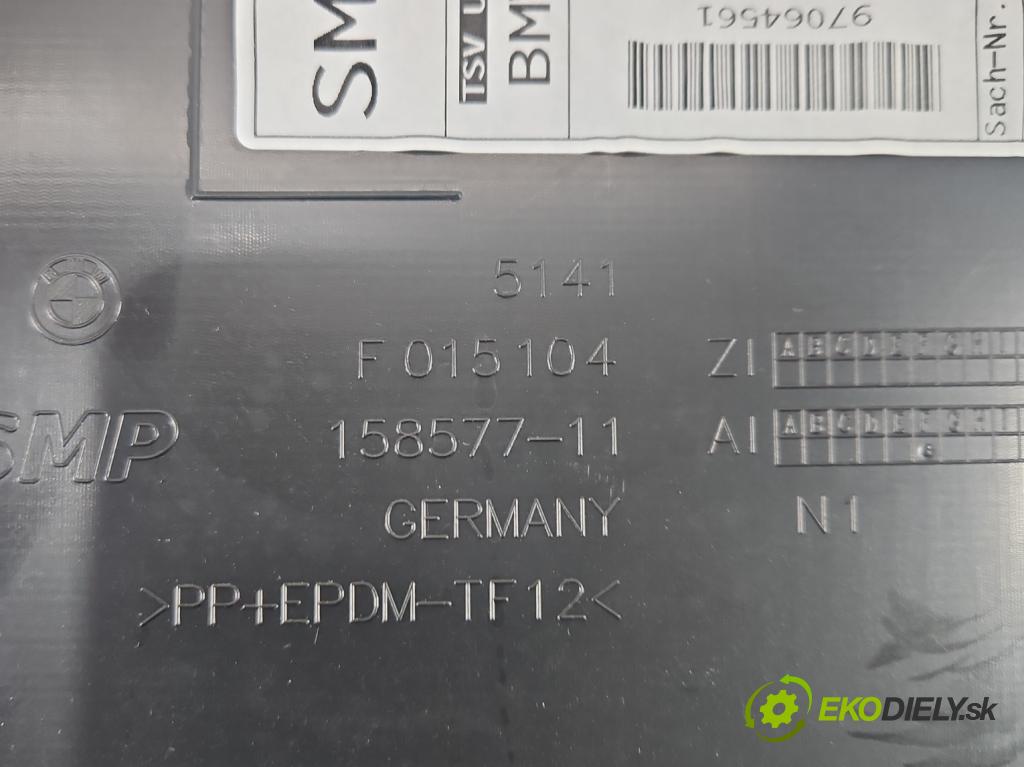 SM
TSV
BM
97064561
Sach-Nr.
5141
F015104 ZI A B C D E F G H
SMP 158577-11 AI A B C D E F G H
GERMANY N1
>PP+EPDM-TF12<
EKODIELY.sk